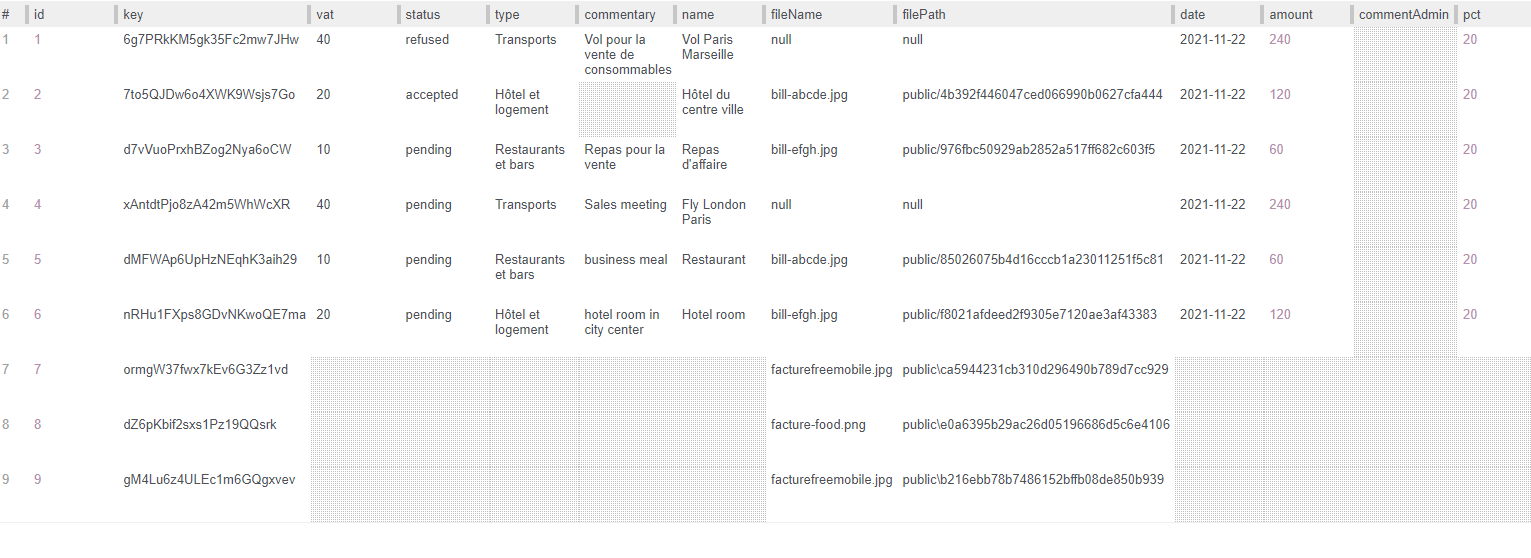 # id key vat status type commentary name fileName filePath date amount commentAdmin pct
1 1 6g7PRkKM5gk35Fc2mw7JHw 40 refused Transports Vol pour la Vol Paris null null 2021-11-22 240 20
vente de Marseille
consommables
2 2 7to5QJDw6o4XWK9Wsjs7Go 20 accepted Hôtel et Hôtel du bill-abcde.jpg public/4b392f446047ced066990b0627cfa444 2021-11-22 120 20
logement centre ville
3 3 d7vVuoPrxhBZog2Nya6oCW 10 pending Restaurants Repas pour la Repas bill-efgh.jpg public/976fbc50929ab2852a517ff682c603f5 2021-11-22 60 20
et bars vente d'affaire
4 4 xAntdtPjo8zA42m5WhWcXR 40 pending Transports Sales meeting Fly London null null 2021-11-22 240 20
Paris
5 5 dMFWAp6UpHzNEqhK3aih29 10 pending Restaurants business meal Restaurant bill-abcde.jpg public/85026075b4d16cccb1a23011251f5c81 2021-11-22 60 20
et bars
6 6 nRHu1FXps8GDvNKwoQE7ma 20 pending Hôtel et hotel room in Hotel room bill-efgh.jpg public/f8021afdeed2f9305e7120ae3af43383 2021-11-22 120 20
logement city center
7 7 ormgW37fwx7kEv6G3Zz1vd facturefreemobile.jpg public\ca5944231cb310d296490b789d7cc929
8 8 dZ6pKbif2sxs1Pz19QQsrk facture-food.png public\e0a6395b29ac26d05196686d5c6e4106
9 9 gM4Lu6z4ULEc1m6GQgxvev facturefreemobile.jpg public\b216ebb78b7486152bffb08de850b939